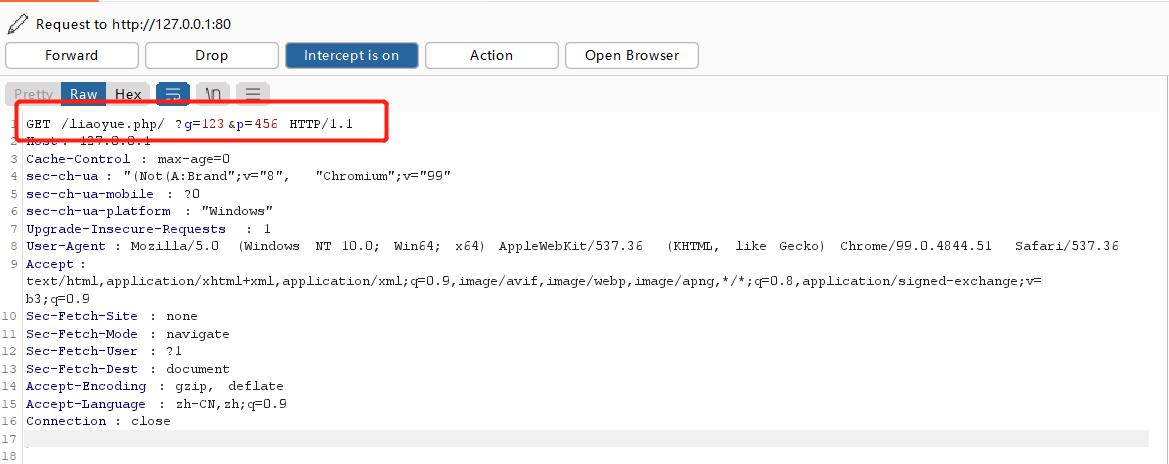 Request to http://127.0.0.1:80
Forward Drop Intercept is on Action Open Browser
Pretty Raw Hex \n
1 GET /liaoyue.php/ ?g=123&p=456 HTTP/1.1
2 Host: 127.0.0.1
3 Cache-Control : max-age=0
4 sec-ch-ua : "(Not(A:Brand";v="8", "Chromium";v="99"
5 sec-ch-ua-mobile : ?0
6 sec-ch-ua-platform : "Windows"
7 Upgrade-Insecure-Requests : 1
8 User-Agent : Mozilla/5.0 (Windows NT 10.0; Win64; x64) AppleWebKit/537.36 (KHTML, like Gecko) Chrome/99.0.4844.51 Safari/537.36
9 Accept :
text/html,application/xhtml+xml,application/xml;q=0.9,image/avif,image/webp,image/apng,*/*;q=0.8,application/signed-exchange;v=
b3;q=0.9
10 Sec-Fetch-Site : none
11 Sec-Fetch-Mode : navigate
12 Sec-Fetch-User : ?1
13 Sec-Fetch-Dest : document
14 Accept-Encoding : gzip, deflate
15 Accept-Language : zh-CN,zh;q=0.9
16 Connection : close
17
18